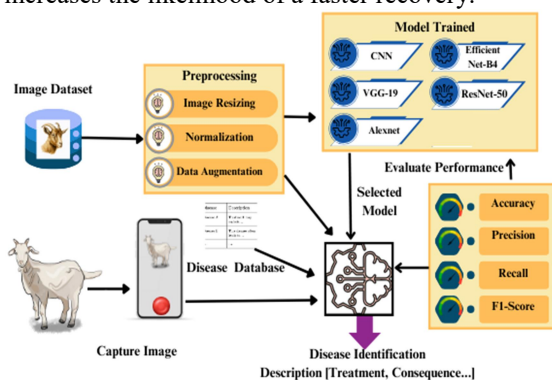 increases the likelihood of a faster recovery.
Model Trained
CNN
Efficient
Net-B4
VGG-19
ResNet-50
Alexnet
Preprocessing
Image Resizing
Normalization
Data Augmentation
Image Dataset
Evaluate Performance
Selected
Model
Accuracy
Precision
Recall
F1-Score
Disease Database
Capture Image
Disease Identification
Description [Treatment, Consequence...]